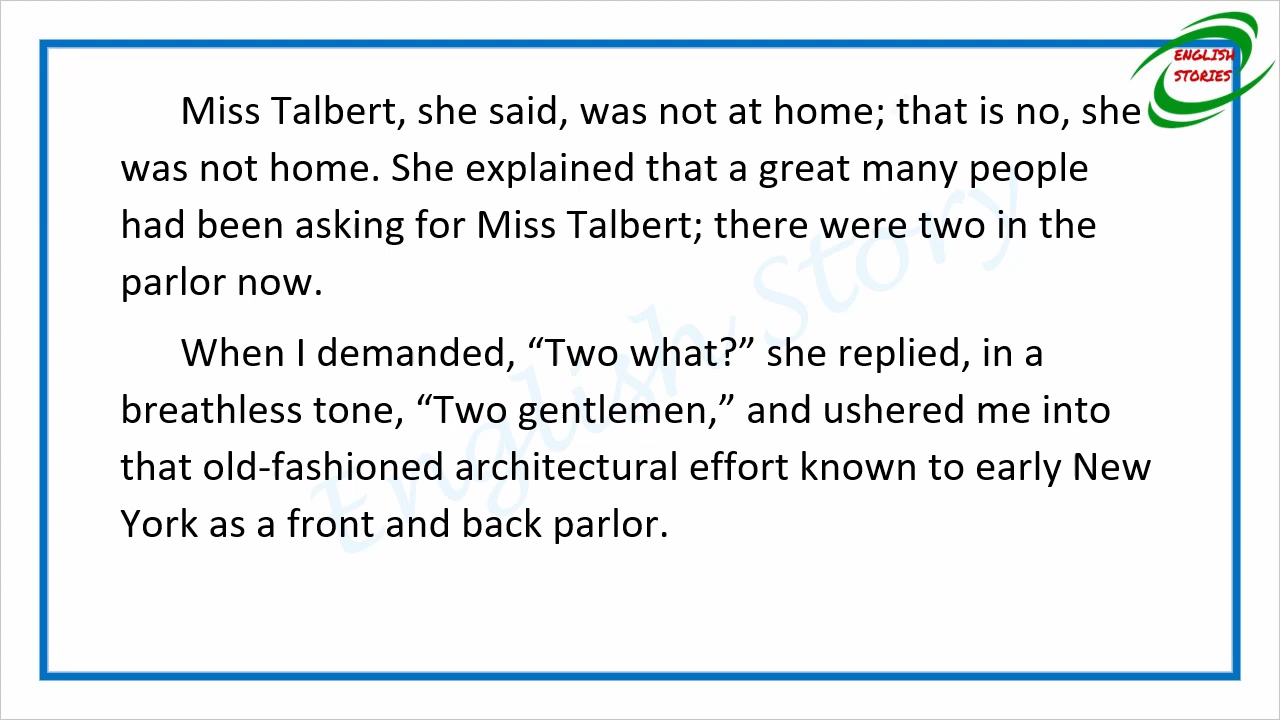 ENGLISH
STORIES
Miss Talbert, she said, was not at home; that is no, she
was not home. She explained that a great many people
had been asking for Miss Talbert; there were two in the
parlor now.
When I demanded, “Two what?” she replied, in a
breathless tone, “Two gentlemen,” and ushered me into
that old-fashioned architectural effort known to early New
York as a front and back parlor.
English Story